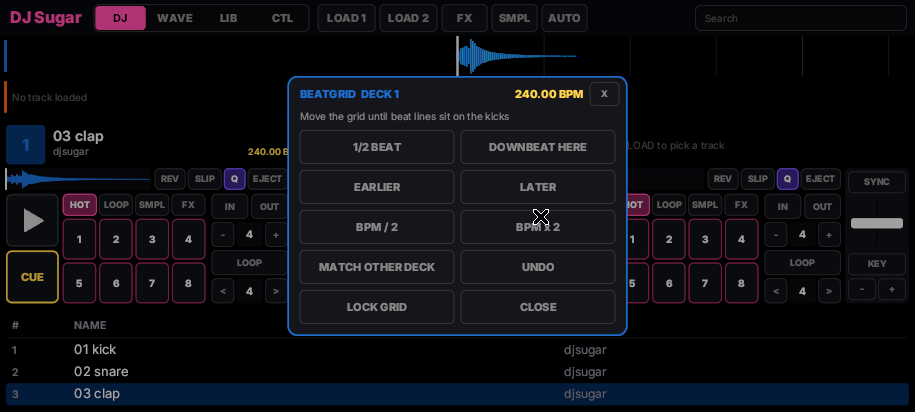 DJ Sugar DJ WAVE LIB CTL LOAD 1 LOAD 2 FX SMPL AUTO Search
No track loaded
BEATGRID DECK 1 240.00 BPM X
Move the grid until beat lines sit on the kicks
1/2 BEAT DOWNBEAT HERE
EARLIER LATER
BPM / 2 BPM x 2
MATCH OTHER DECK UNDO
LOCK GRID CLOSE
1 03 clap
djsugar
240.00 B
LOAD to pick a track
REV SLIP Q EJECT
HOT LOOP SMPL FX IN OUT
1 2 3 4 - 4 +
CUE
LOOP
5 6 7 8 < 4 >
REV SLIP Q EJECT SYNC
HOT LOOP SMPL FX IN OUT
1 2 3 4 - 4 +
LOOP KEY
5 6 7 8 < 4 > - +
# NAME
1 01 kick djsugar
2 02 snare djsugar
3 03 clap djsugar